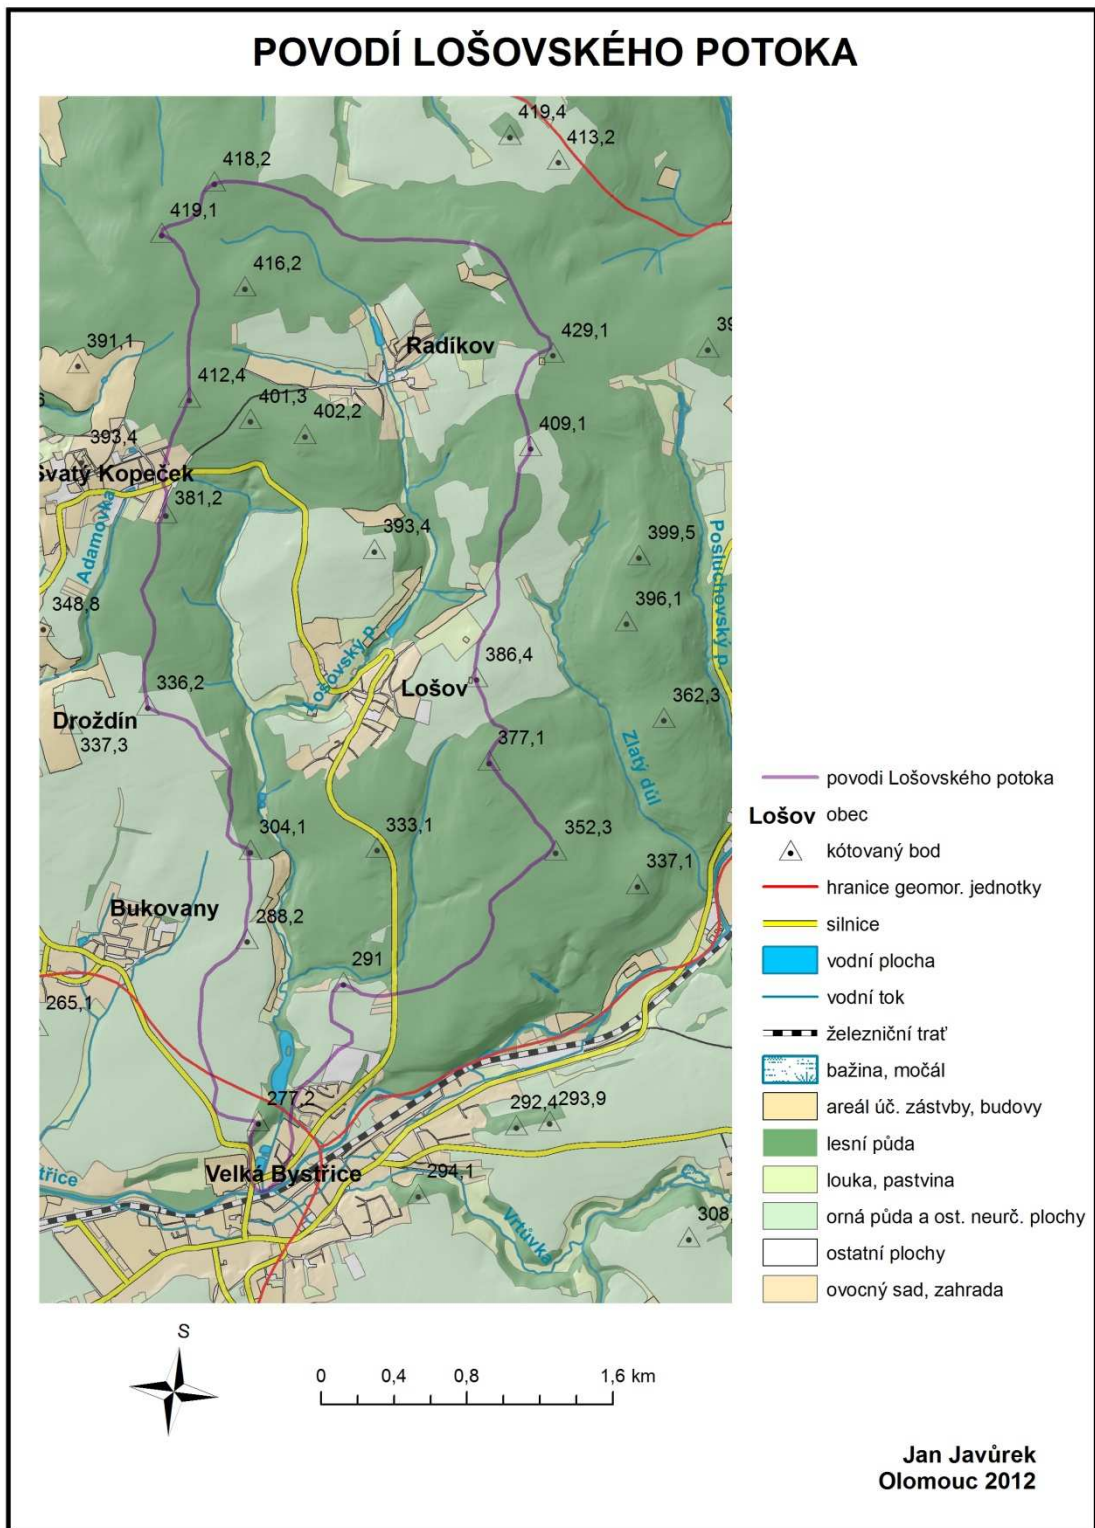 POVODÍ LOŠOVSKÉHO POTOKA
419,4
413,2
418,2
419,1
416,2
429,1
Radíkov
391,1
412,4
401,3
402,2
409,1
393,4
Svatý Kopeček
381,2
Adamovka
393,4
399,5
Posluchovský p.
396,1
348,8
Lošovský p.
386,4
336,2
Lošov
362,3
Droždín
337,3
377,1
Zlatý důl
304,1
333,1
352,3
337,1
Bukovany
288,2
291
265,1
277,2
292,4
293,9
Velká Bystřice
294,1
třice
Vrtůvka
308,
povodi Lošovského potoka
Lošov obec
kótovaný bod
hranice geomor. jednotky
silnice
vodní plocha
vodní tok
železniční trať
bažina, močál
areál úč. zástvby, budovy
lesní půda
louka, pastvina
orná půda a ost. neurč. plochy
ostatní plochy
ovocný sad, zahrada
S
0 0,4 0,8 1,6 km
Jan Javůrek
Olomouc 2012